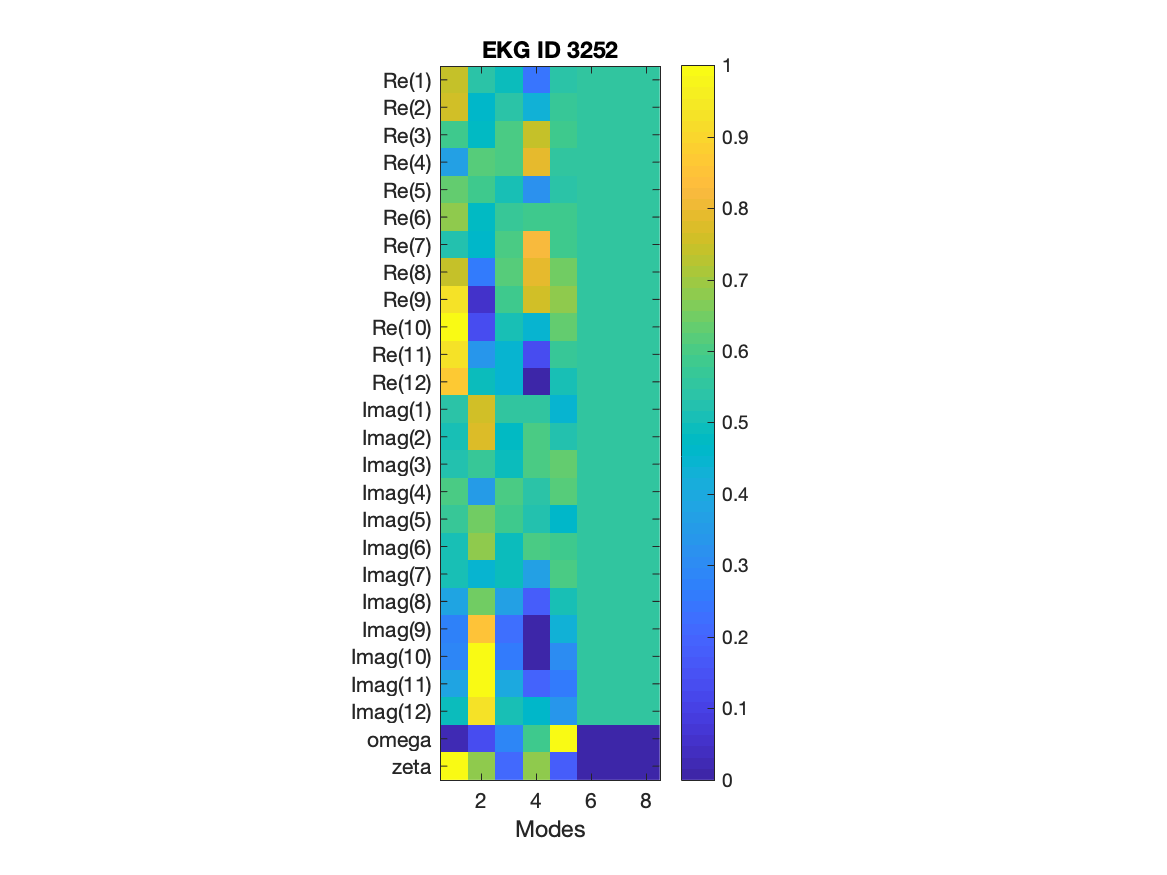 EKG ID 3252
Re(1)
Re(2)
Re(3)
Re(4)
Re(5)
Re(6)
Re(7)
Re(8)
Re(9)
Re(10)
Re(11)
Re(12)
Imag(1)
Imag(2)
Imag(3)
Imag(4)
Imag(5)
Imag(6)
Imag(7)
Imag(8)
Imag(9)
Imag(10)
Imag(11)
Imag(12)
omega
zeta
2 4 6 8
Modes
1
0.9
0.8
0.7
0.6
0.5
0.4
0.3
0.2
0.1
0